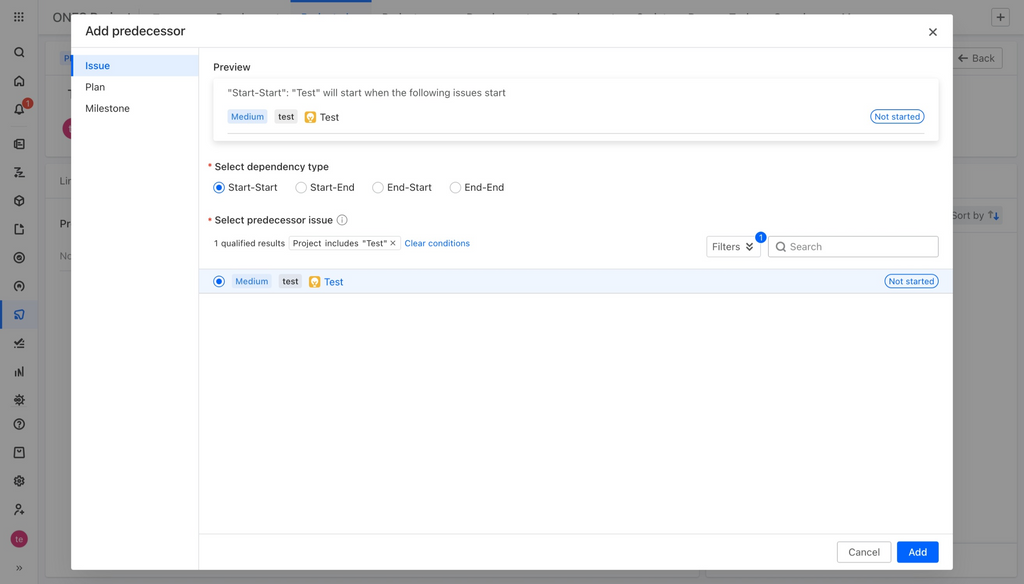 Add predecessor
Issue
Plan
Milestone
Preview
"Start-Start": "Test" will start when the following issues start
Medium test Test Not started
* Select dependency type
Start-Start Start-End End-Start End-End
* Select predecessor issue
1 qualified results Project includes "Test" Clear conditions Filters 1 Search
Medium test Test Not started
Cancel Add
Back
1
te